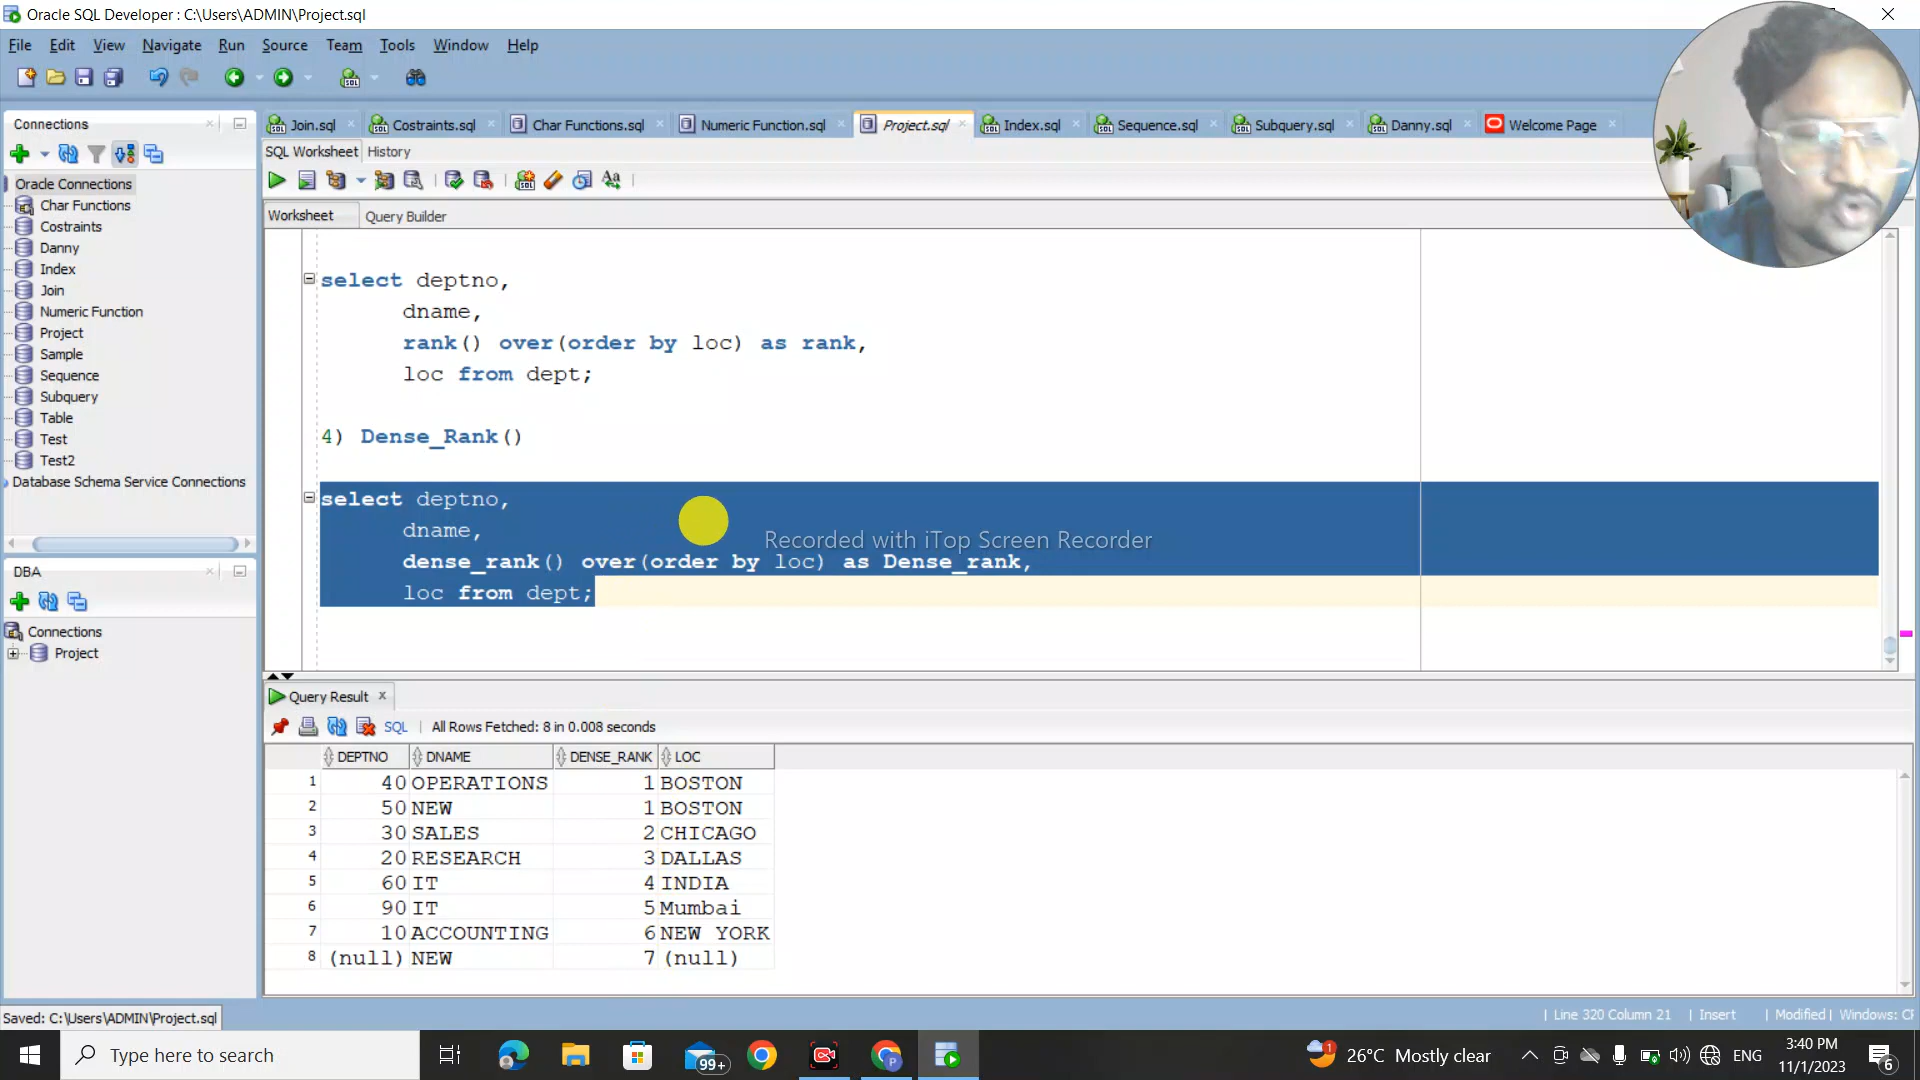 Oracle SQL Developer : C:\Users\ADMIN\Project.sql
File Edit View Navigate Run Source Team Tools Window Help
Connections
Oracle Connections
Char Functions
Costraints
Danny
Index
Join
Numeric Function
Project
Sample
Sequence
Subquery
Table
Test
Test2
Database Schema Service Connections
DBA
Connections
Project
Join.sql Costraints.sql Char Functions.sql Numeric Function.sql Project.sql Index.sql Sequence.sql Subquery.sql Danny.sql Welcome Page
SQL Worksheet History
Worksheet Query Builder
select deptno,
dname,
rank() over(order by loc) as rank,
loc from dept;
4) Dense_Rank()
select deptno,
dname,
Recorded with iTop Screen Recorder
dense_rank() over(order by loc) as Dense_rank,
loc from dept;
Query Result
SQL | All Rows Fetched: 8 in 0.008 seconds
DEPTNO DNAME DENSE_RANK LOC
1 40 OPERATIONS 1 BOSTON
2 50 NEW 1 BOSTON
3 30 SALES 2 CHICAGO
4 20 RESEARCH 3 DALLAS
5 60 IT 4 INDIA
6 90 IT 5 Mumbai
7 10 ACCOUNTING 6 NEW YORK
8 (null) NEW 7 (null)
Saved: C:\Users\ADMIN\Project.sql
| Line 320 Column 21 | Insert | Modified | Windows: CF
Type here to search
99+
26°C Mostly clear
ENG
3:40 PM
11/1/2023
6